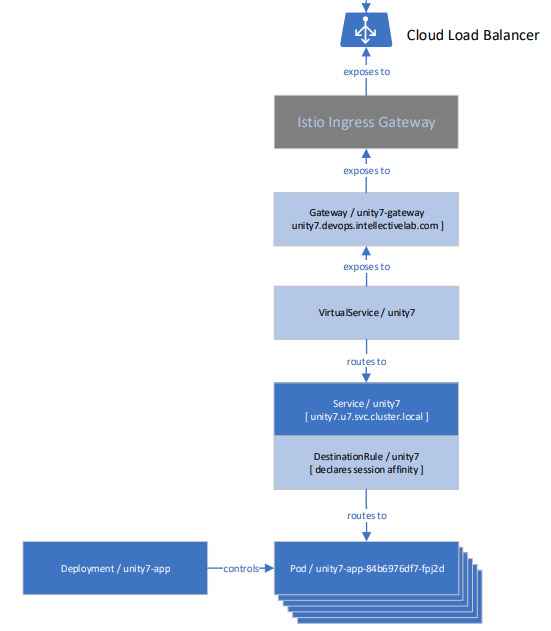 Cloud Load Balancer
exposes to
Istio Ingress Gateway
exposes to
Gateway / unity7-gateway
unity7.devops.intellectivelab.com ]
exposes to
VirtualService / unity7
routes to
Service / unity7
[ unity7.u7.svc.cluster.local ]
DestinationRule / unity7
[ declares session affinity ]
routes to
Deployment / unity7-app
controls
Pod / unity7-app-84b6976df7-fpj2d